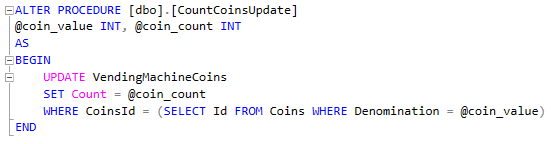 ALTER PROCEDURE [dbo].[CountCoinsUpdate]
@coin_value INT, @coin_count INT
AS
BEGIN
UPDATE VendingMachineCoins
SET Count = @coin_count
WHERE CoinsId = (SELECT Id FROM Coins WHERE Denomination = @coin_value)
END